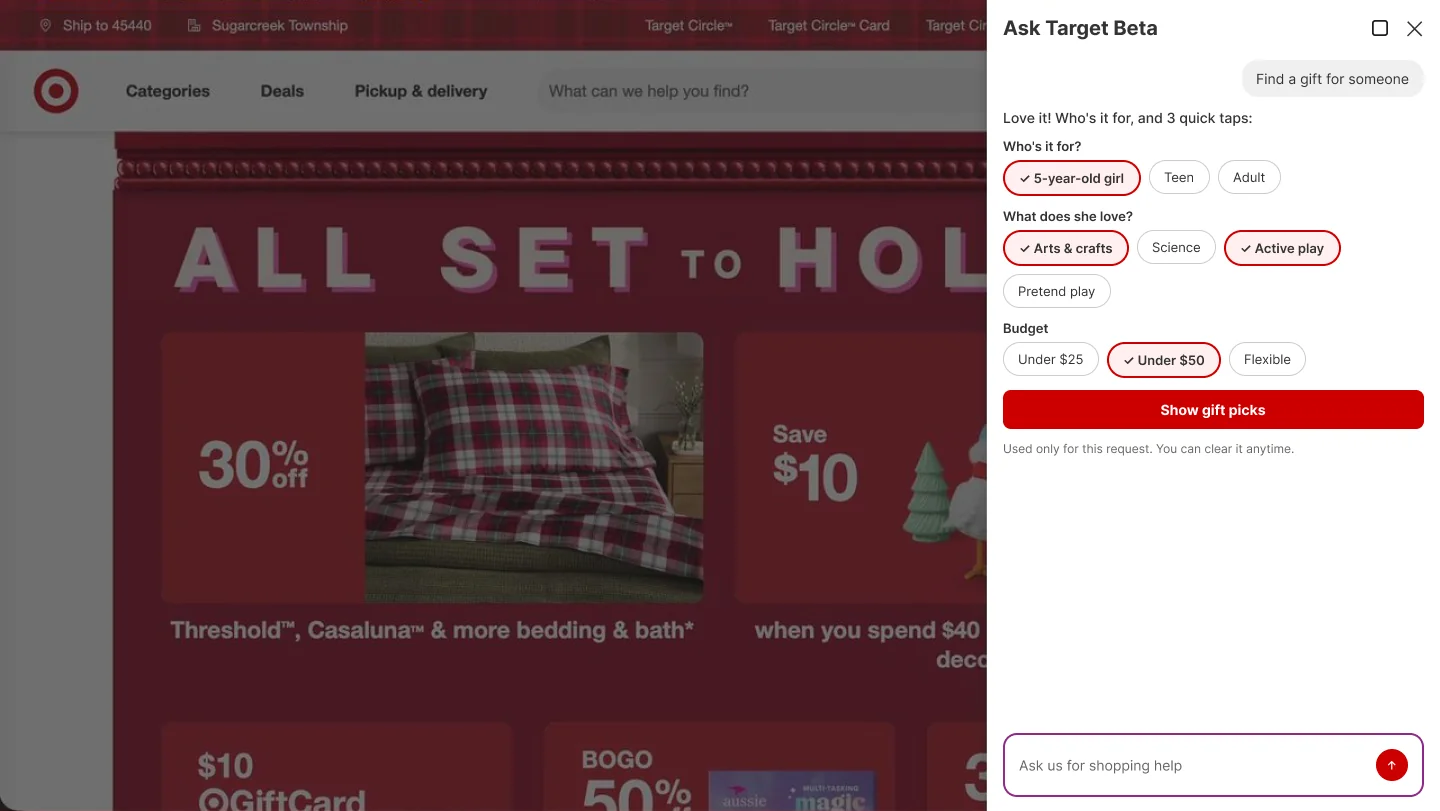 Ship to 45440
Sugarcreek Township
Target Circle™
Target Circle™ Card
Target Cir
Categories
Deals
Pickup & delivery
What can we help you find?
ALL SET TO HOL
30% off
Save
$10
Threshold™, Casaluna™ & more bedding & bath*
when you spend $40
deco
$10
GiftCard
BOGO
50%
aussie
MULTI-TASKING
magic
3
Ask Target Beta
Find a gift for someone
Love it! Who's it for, and 3 quick taps:
Who's it for?
✓ 5-year-old girl
Teen
Adult
What does she love?
✓ Arts & crafts
Science
✓ Active play
Pretend play
Budget
Under $25
✓ Under $50
Flexible
Show gift picks
Used only for this request. You can clear it anytime.
Ask us for shopping help